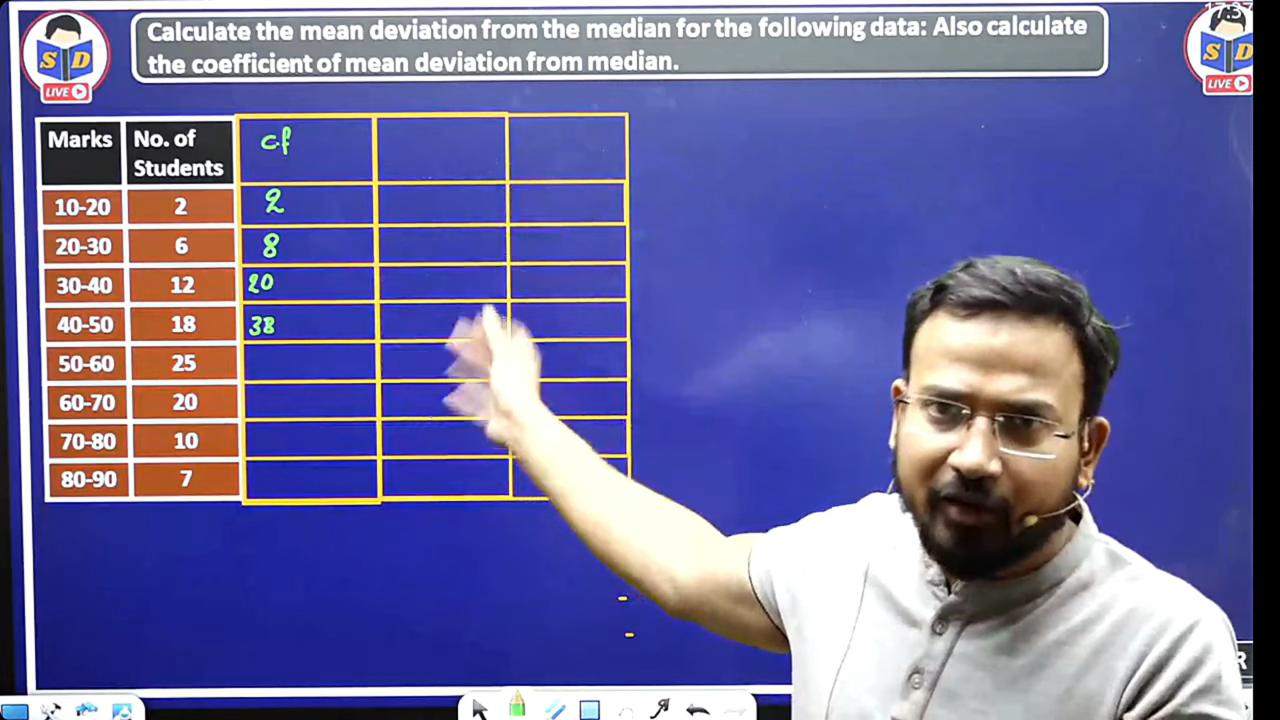 17:37
Calculate the mean deviation from the median for the following data: Also calculate
the coefficient of mean deviation from median.
S D
LIVE
S D
LIVE
Marks No. of Students cf
10-20 2 2
20-30 6 8
30-40 12 20
40-50 18 38
50-60 25
60-70 20
70-80 10
80-90 7
R